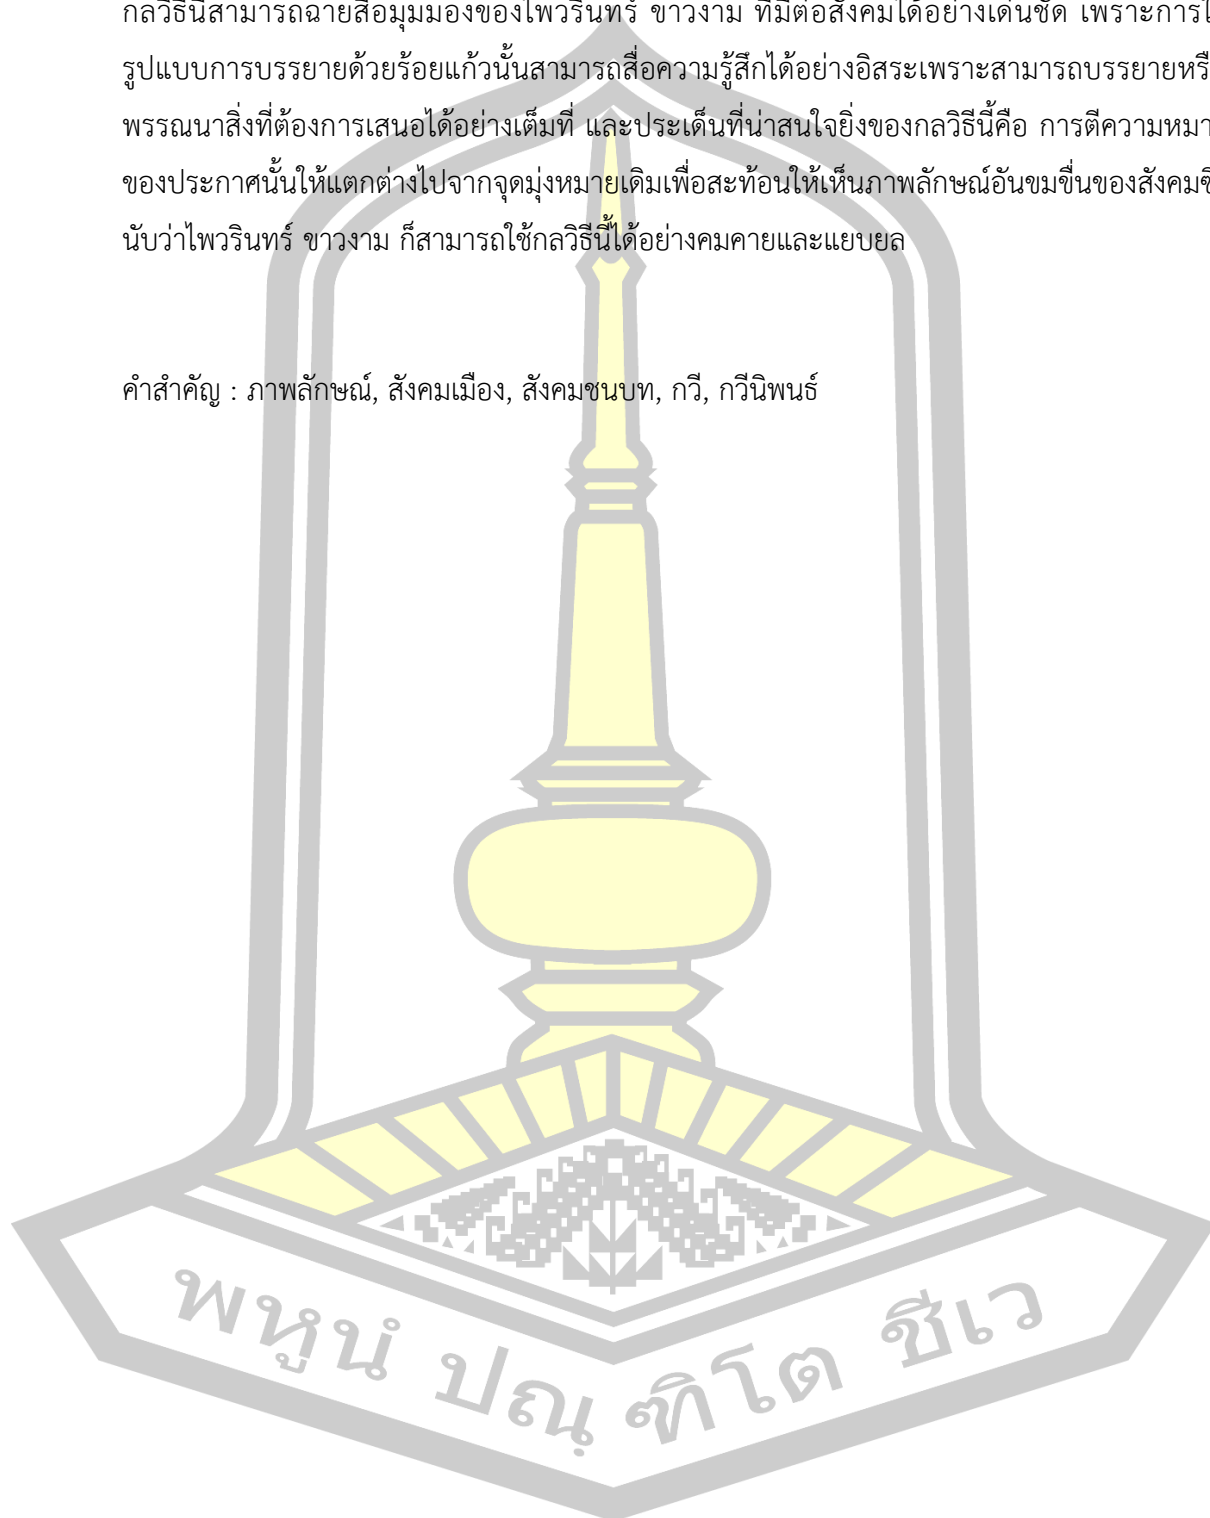 กลวิธีนี้สามารถฉายสื่อมุมมองของไพวรินทร์ ขาวงาม ที่มีต่อสังคมได้อย่างเด่นชัด เพราะการ
รูปแบบการบรรยายด้วยร้อยแก้วนั้นสามารถสื่อความรู้สึกได้อย่างอิสระเพราะสามารถบรรยายหรื
พรรณนาสิ่งที่ต้องการเสนอได้อย่างเต็มที่ และประเด็นที่น่าสนใจยิ่งของกลวิธีนี้คือ การตีความหมา
ของประกาศนั้นให้แตกต่างไปจากจุดมุ่งหมายเดิมเพื่อสะท้อนให้เห็นภาพลักษณ์อันขมขื่นของสังคม
นับว่าไพวรินทร์ ขาวงาม ก็สามารถใช้กลวิธีนี้ได้อย่างคมคายและแยบยล
คำสำคัญ : ภาพลักษณ์, สังคมเมือง, สังคมชนบท, กวี, กวีนิพนธ์
พหูนํ ปณฺฑิโต ชีเว